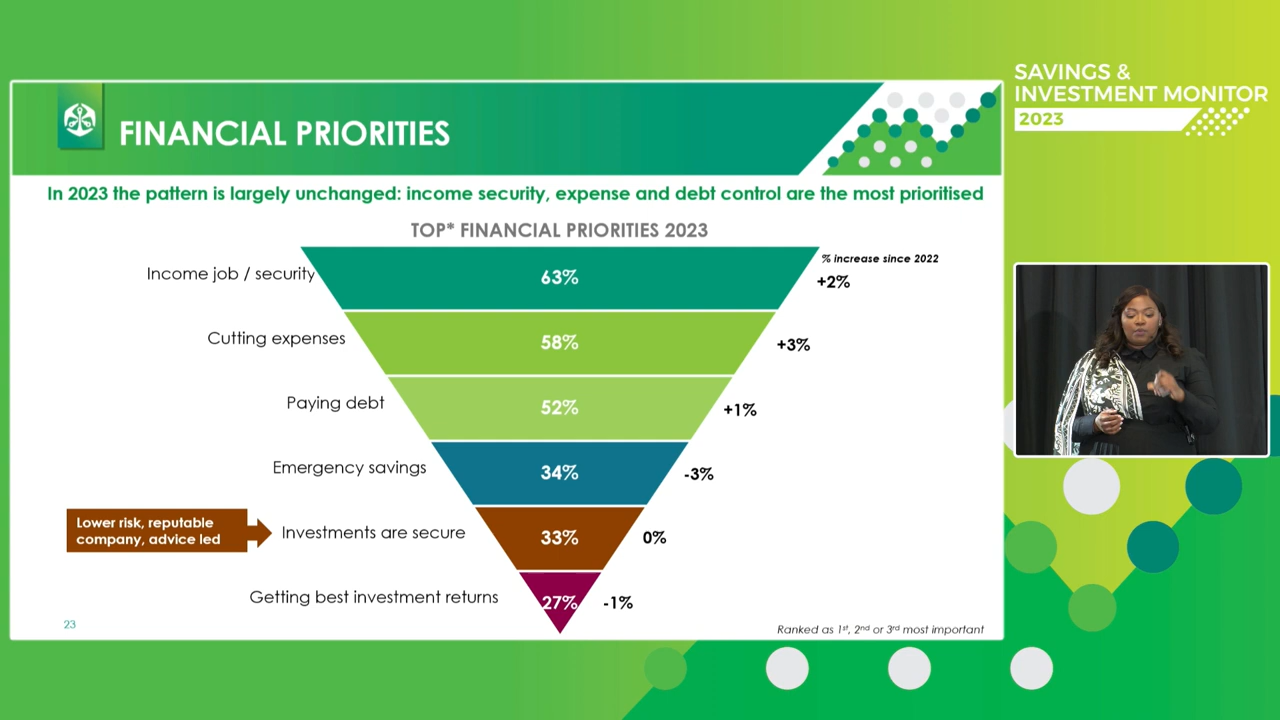 SAVINGS &
INVESTMENT MONITOR
2023
FINANCIAL PRIORITIES
In 2023 the pattern is largely unchanged: income security, expense and debt control are the most prioritised
TOP* FINANCIAL PRIORITIES 2023
% increase since 2022
Income job / security 63% +2%
Cutting expenses 58% +3%
Paying debt 52% +1%
Emergency savings 34% -3%
Lower risk, reputable
company, advice led
Investments are secure 33% 0%
Getting best investment returns 27% -1%
23
Ranked as 1st, 2nd or 3rd most important